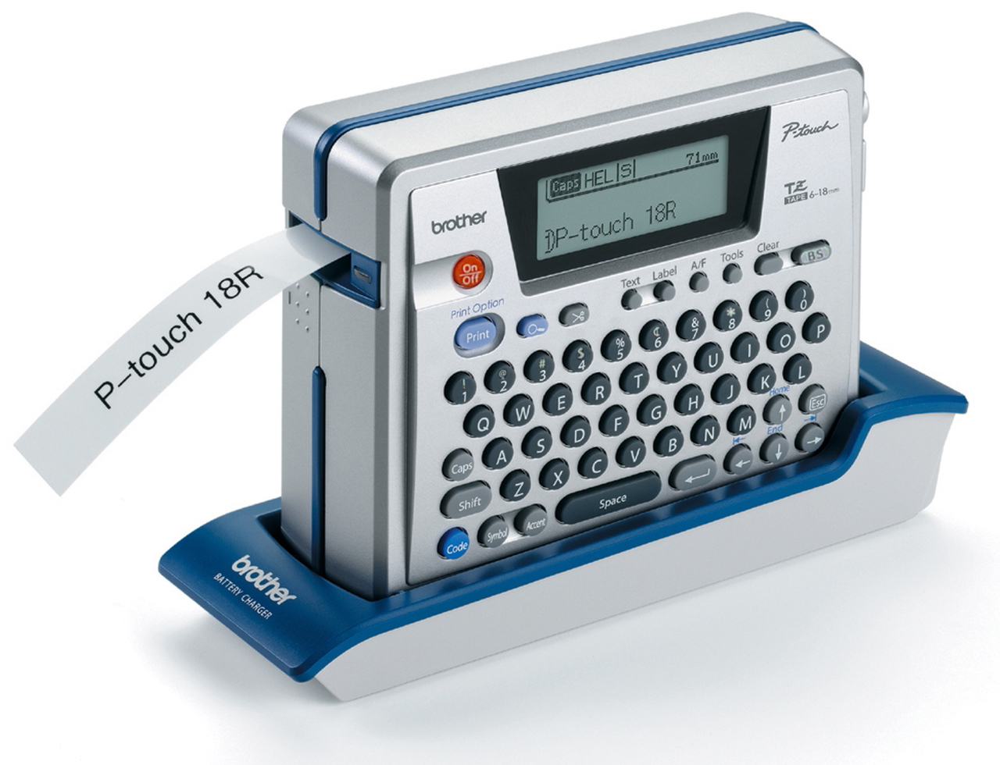 P-touch 18R
brother
Caps HEL|S| 71mm
1)P-touch 18R
P-touch
TZ
TAPE 6-18mm
On
Off
Text Label A/F Tools Clear BS
Print Option
Print
! @ # $ % ¢ & * ( )
1 2 3 4 5 6 7 8 9 0
Q W E R T Y U I O P
A S D F G H J K L
Home
Esc
Caps
Z X C V B N M
End
Shift
Space
Code Symbol Accent
brother
BATTERY CHARGER